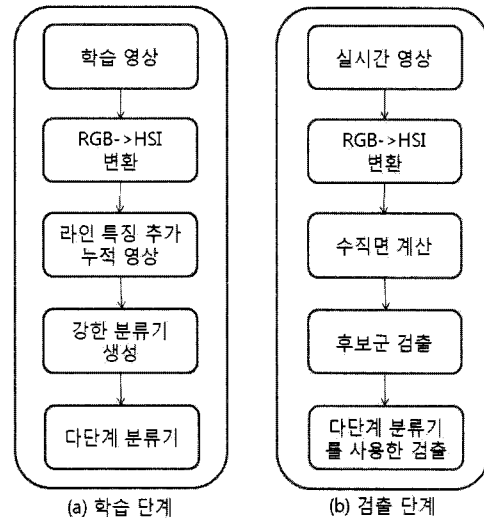 학습 영상
RGB->HSI
변환
라인 특징 추가
누적 영상
강한 분류기
생성
다단계 분류기
(a) 학습 단계
실시간 영상
RGB->HSI
변환
수직면 계산
후보군 검출
다단계 분류기
를 사용한 검출
(b) 검출 단계